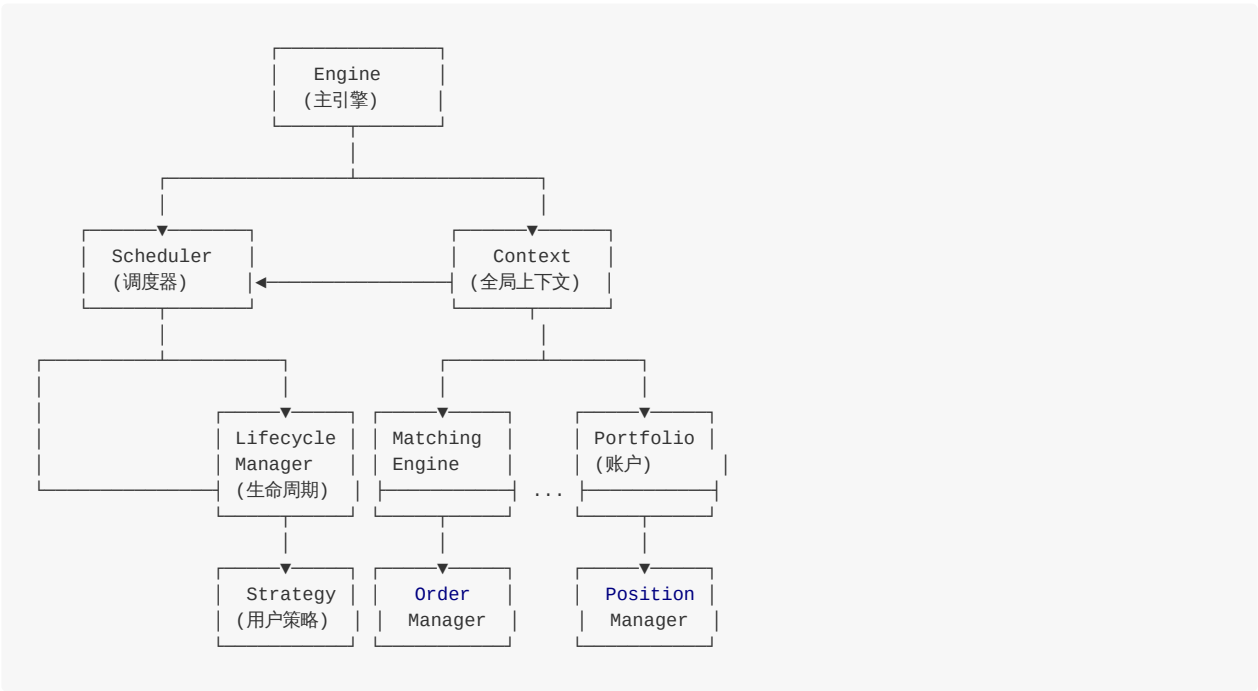 Engine
(主引擎)
Scheduler
(调度器)
Context
(全局上下文)
Lifecycle
Manager
(生命周期)
Matching
Engine
...
Portfolio
(账户)
Strategy
(用户策略)
Order
Manager
Position
Manager